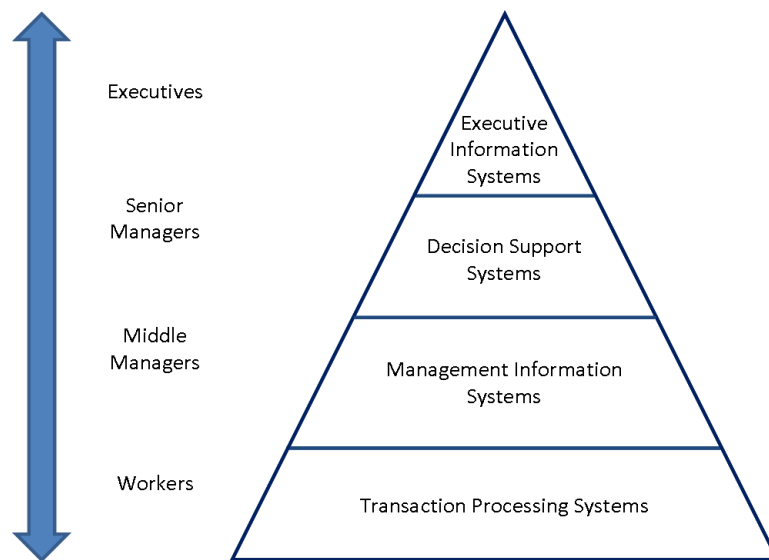 Executives
Executive
Information
Systems
Senior
Managers
Decision Support
Systems
Middle
Managers
Management Information
Systems
Workers
Transaction Processing Systems